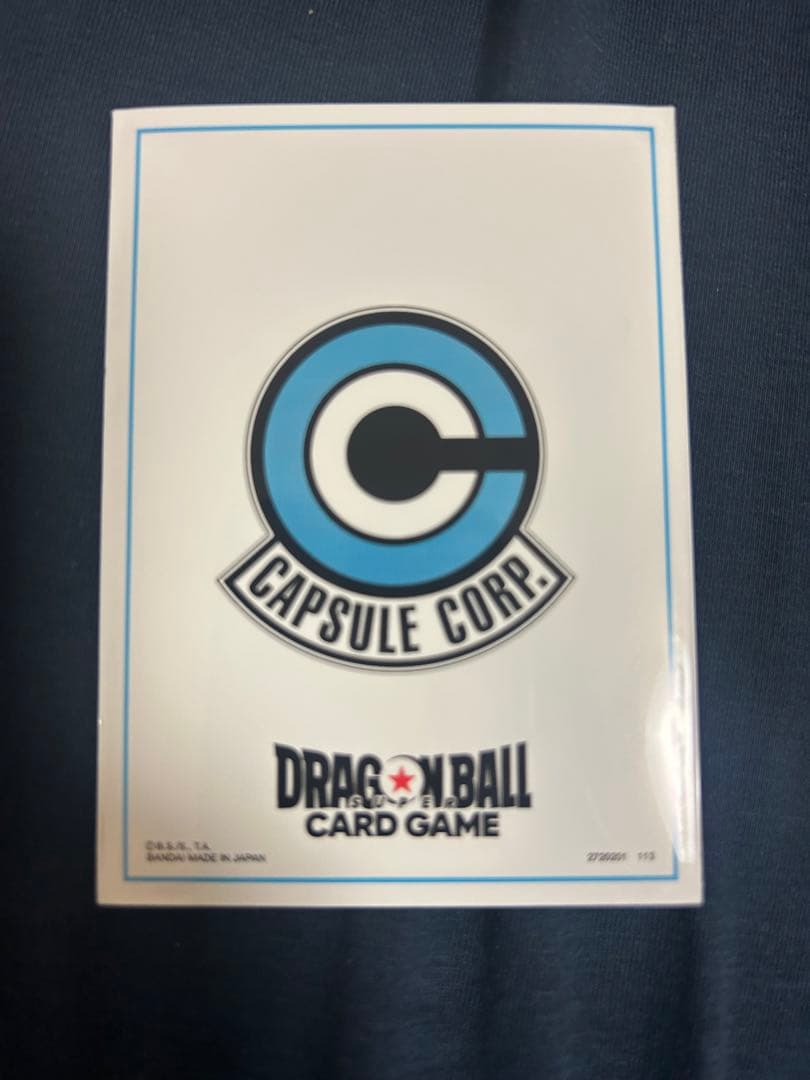 CAPSULE CORP.
DRAGON BALL
SUPER
CARD GAME
©B.S./S., T.A.
BANDAI MADE IN JAPAN
2720201 113